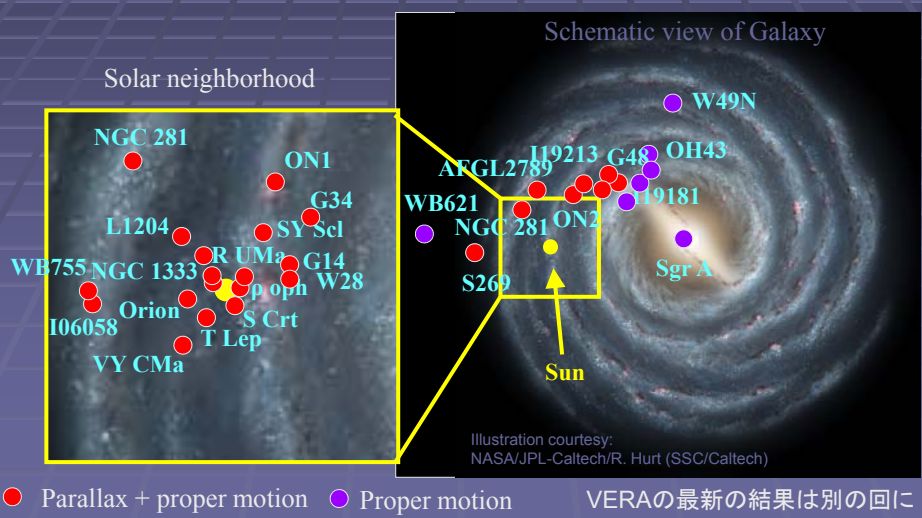 Schematic view of Galaxy
Solar neighborhood
NGC 281
ON1
G34
L1204
SY Scl
R UMa
G14
WB755
NGC 1333
W28
ρ oph
Orion
S Crt
I06058
T Lep
VY CMa
W49N
OH43
I19213
G48
AFGL2789
I19181
WB621
NGC 281
ON2
S269
Sgr A
Sun
Illustration courtesy:
NASA/JPL-Caltech/R. Hurt (SSC/Caltech)
Parallax + proper motion
Proper motion
VERAの最新の結果は別の回に